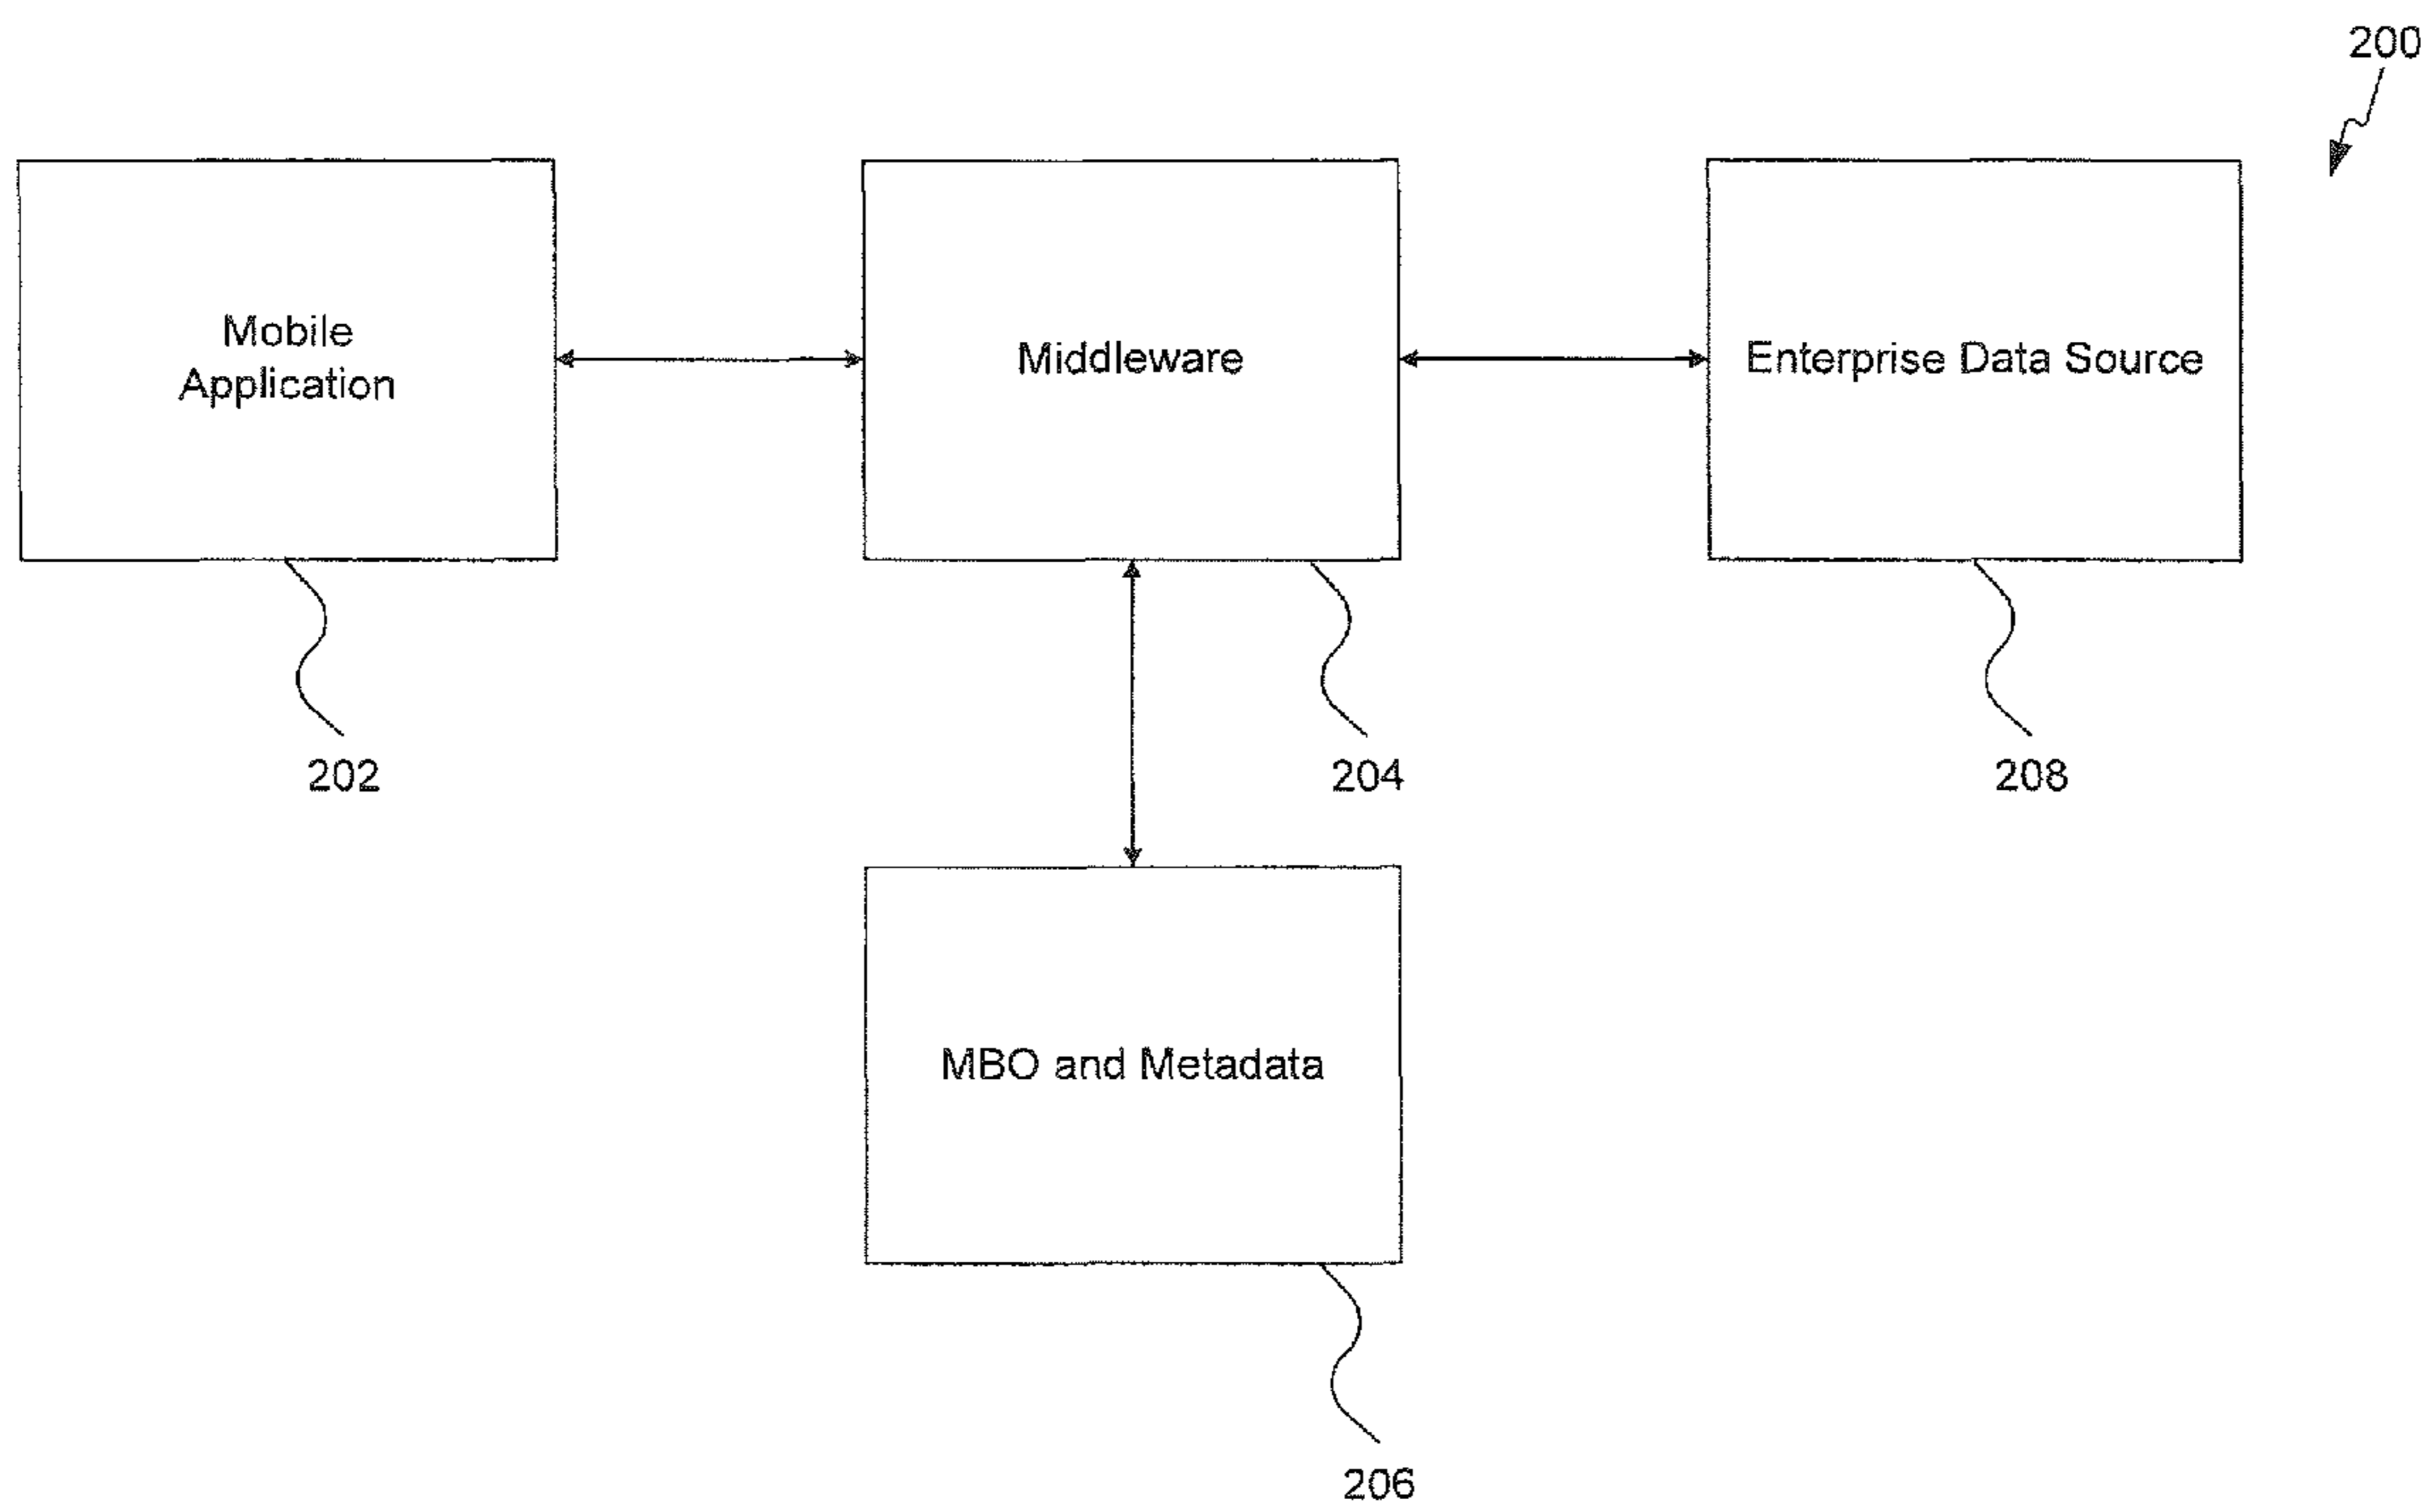 200
Mobile
Application
Middleware
Enterprise Data Source
202
204
208
MBO and Metadata
206